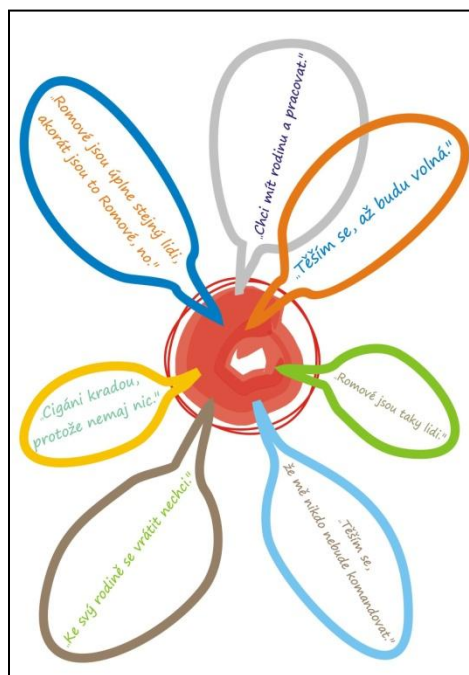 „Romové jsou úplne stejný lidi,
akorát jsou to Romové, no."
„Chci mít rodinu a pracovat."
„Těším se, až budu volná."
„Cigáni kradou,
protože nemaj nic."
„Romové jsou taky lidi."
„Ke svý rodině se vrátit nechci."
„Těším se,
že mě nikdo nebude komandovat."